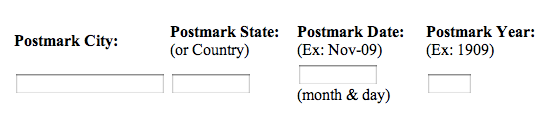 Postmark City:
Postmark State:
(or Country)
Postmark Date:
(Ex: Nov-09)
(month & day)
Postmark Year:
(Ex: 1909)